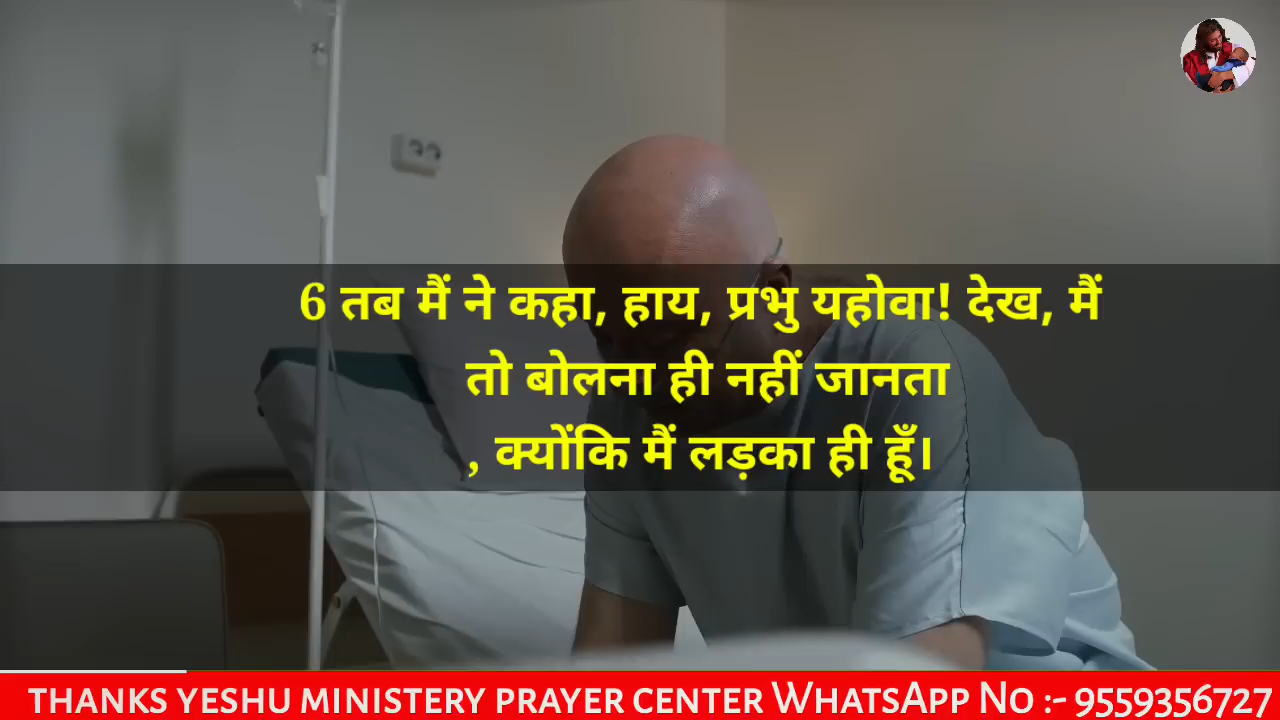 6 तब मैं ने कहा, हाय, प्रभु यहोवा! देख, मैं
तो बोलना ही नहीं जानता
, क्योंकि मैं लड़का ही हूँ।
THANKS YESHU MINISTERY PRAYER CENTER WHATSAPP NO :- 9559356727